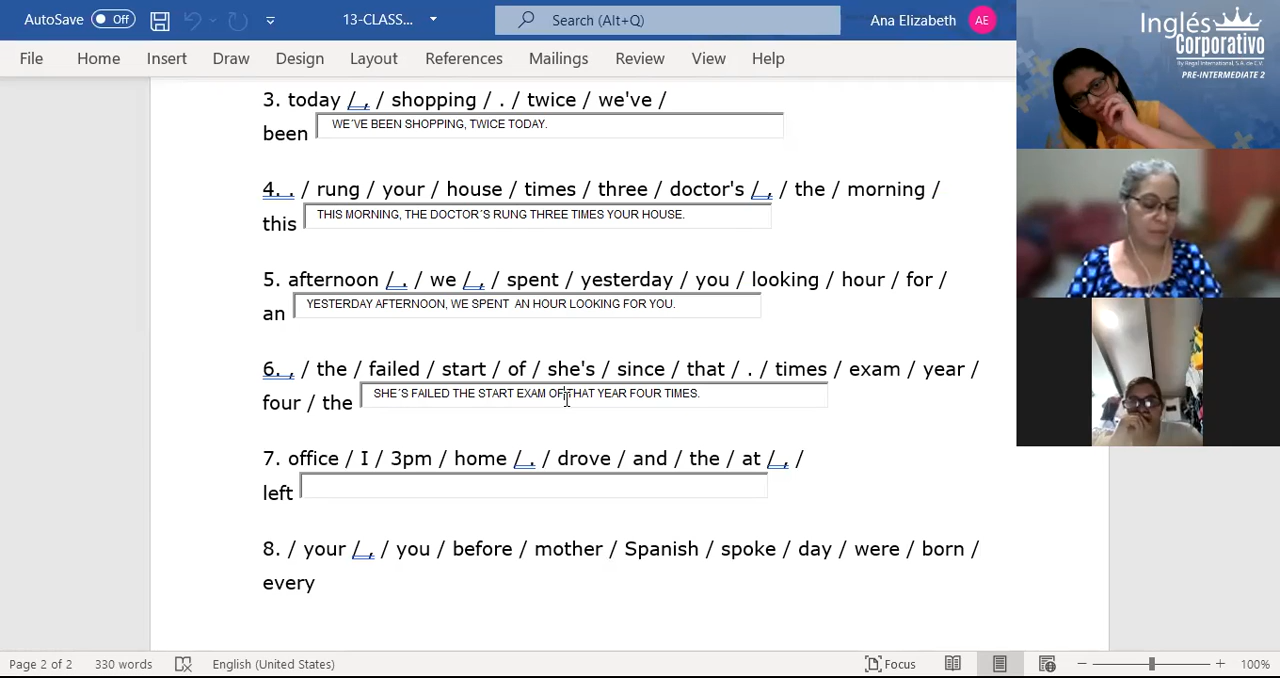 AutoSave Off 13-CLASS... Search (Alt+Q) Ana Elizabeth AE
File Home Insert Draw Design Layout References Mailings Review View Help
Inglés
Corporativo
By Regal International, S.A. de C.V.
PRE-INTERMEDIATE 2
3. today / , / shopping / . / twice / we've /
been WE´VE BEEN SHOPPING, TWICE TODAY.
4. . / rung / your / house / times / three / doctor's / , / the / morning /
this THIS MORNING, THE DOCTOR´S RUNG THREE TIMES YOUR HOUSE.
5. afternoon / . / we / , / spent / yesterday / you / looking / hour / for /
an YESTERDAY AFTERNOON, WE SPENT AN HOUR LOOKING FOR YOU.
6. , / the / failed / start / of / she's / since / that / . / times / exam / year /
four / the SHE´S FAILED THE START EXAM OF THAT YEAR FOUR TIMES.
7. office / I / 3pm / home / . / drove / and / the / at / , /
left
8. / your / , / you / before / mother / Spanish / spoke / day / were / born /
every
Page 2 of 2 330 words English (United States) Focus 100%